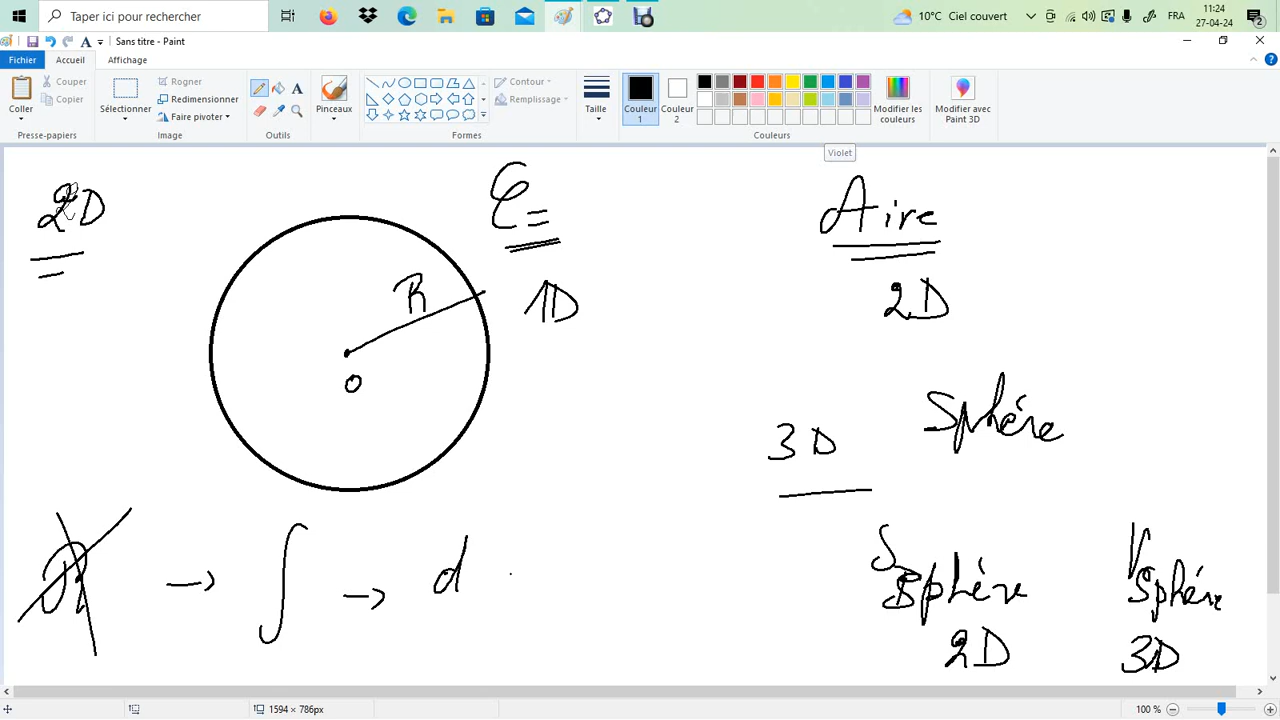 Taper ici pour rechercher
10°C Ciel couvert
FRA
11:24
27-04-24
2
Sans titre - Paint
Fichier Accueil Affichage
Coller
Couper
Copier
Presse-papiers
Sélectionner
Rogner
Redimensionner
Faire pivoter
Image
A
Outils
Pinceaux
Formes
Contour
Remplissage
Taille
Couleur 1
Couleur 2
Couleurs
Modifier les couleurs
Modifier avec Paint 3D
Violet
2D
R
O
=
1D
Aire
2D
3D Sphère
→ ∫ → d
S Sphère
2D
V Sphère
3D
1594 × 786px
100 %